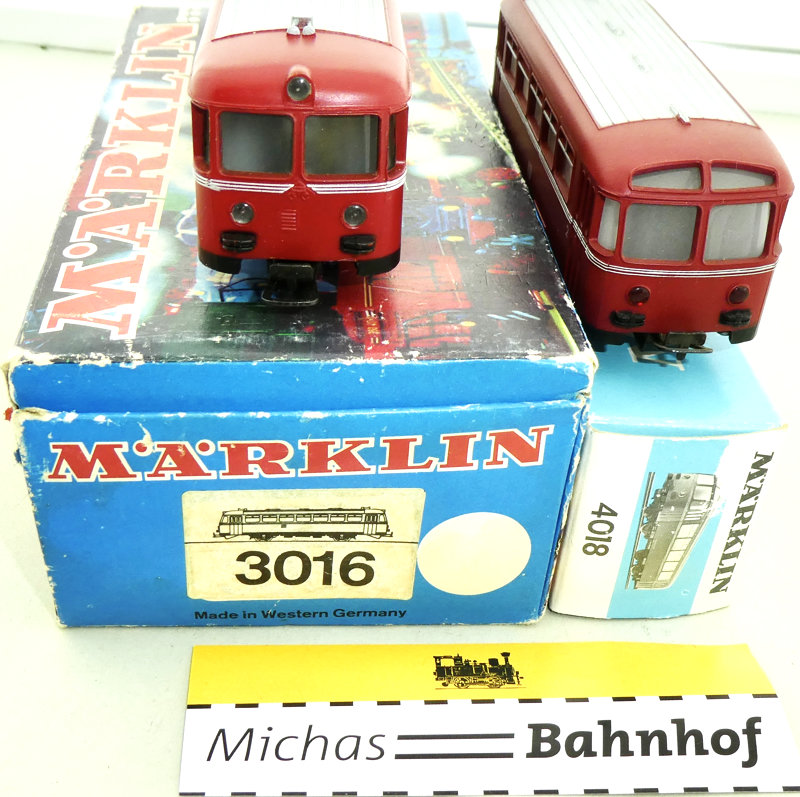 MÄRKLIN
MÄRKLIN
3016
Made in Western Germany
4018
MÄRKLIN
Michas Bahnhof